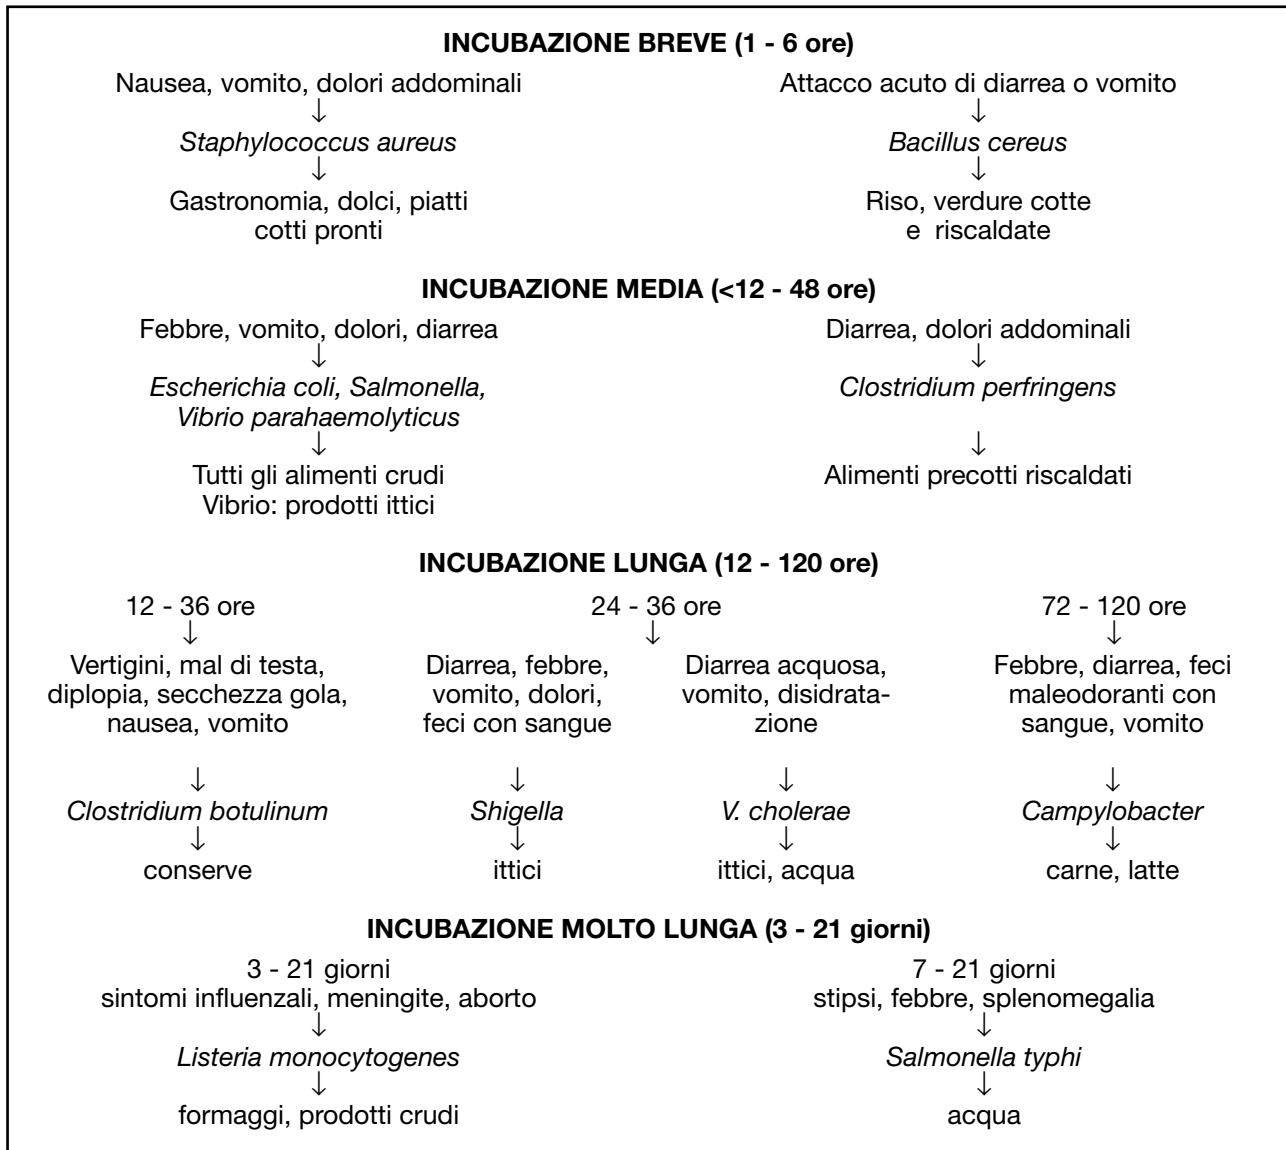 INCUBAZIONE BREVE (1 - 6 ore)
Nausea, vomito, dolori addominali
↓
Staphylococcus aureus
↓
Gastronomia, dolci, piatti
cotti pronti
Attacco acuto di diarrea o vomito
↓
Bacillus cereus
↓
Riso, verdure cotte
e riscaldate
INCUBAZIONE MEDIA (<12 - 48 ore)
Febbre, vomito, dolori, diarrea
↓
Escherichia coli, Salmonella,
Vibrio parahaemolyticus
↓
Tutti gli alimenti crudi
Vibrio: prodotti ittici
Diarrea, dolori addominali
↓
Clostridium perfringens
↓
Alimenti precotti riscaldati
INCUBAZIONE LUNGA (12 - 120 ore)
12 - 36 ore
↓
Vertigini, mal di testa,
diplopia, secchezza gola,
nausea, vomito
↓
Clostridium botulinum
↓
conserve
24 - 36 ore
↓
Diarrea, febbre,
vomito, dolori,
feci con sangue
↓
Shigella
↓
ittici
Diarrea acquosa,
vomito, disidrata-
zione
↓
V. cholerae
↓
ittici, acqua
72 - 120 ore
↓
Febbre, diarrea, feci
maleodoranti con
sangue, vomito
↓
Campylobacter
↓
carne, latte
INCUBAZIONE MOLTO LUNGA (3 - 21 giorni)
3 - 21 giorni
sintomi influenzali, meningite, aborto
↓
Listeria monocytogenes
↓
formaggi, prodotti crudi
7 - 21 giorni
stipsi, febbre, splenomegalia
↓
Salmonella typhi
↓
acqua